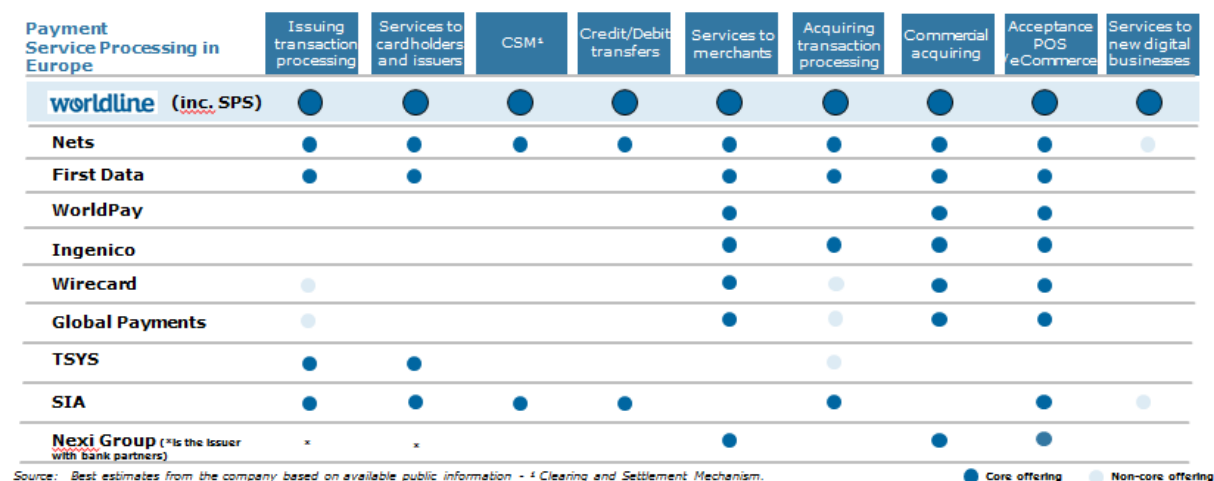 Payment
Service Processing in
Europe
Issuing
transaction
processing
Services to
cardholders
and issuers
CSM¹
Credit/Debit
transfers
Services to
merchants
Acquiring
transaction
processing
Commercial
acquiring
Acceptance
POS
/eCommerce
Services to
new digital
businesses
worldline (inc. SPS)
Nets
First Data
WorldPay
Ingenico
Wirecard
Global Payments
TSYS
SIA
Nexi Group (*is the issuer * *
with bank partners)
Source: Best estimates from the company based on available public information - ¹ Clearing and Settlement Mechanism. Core offering Non-core offering